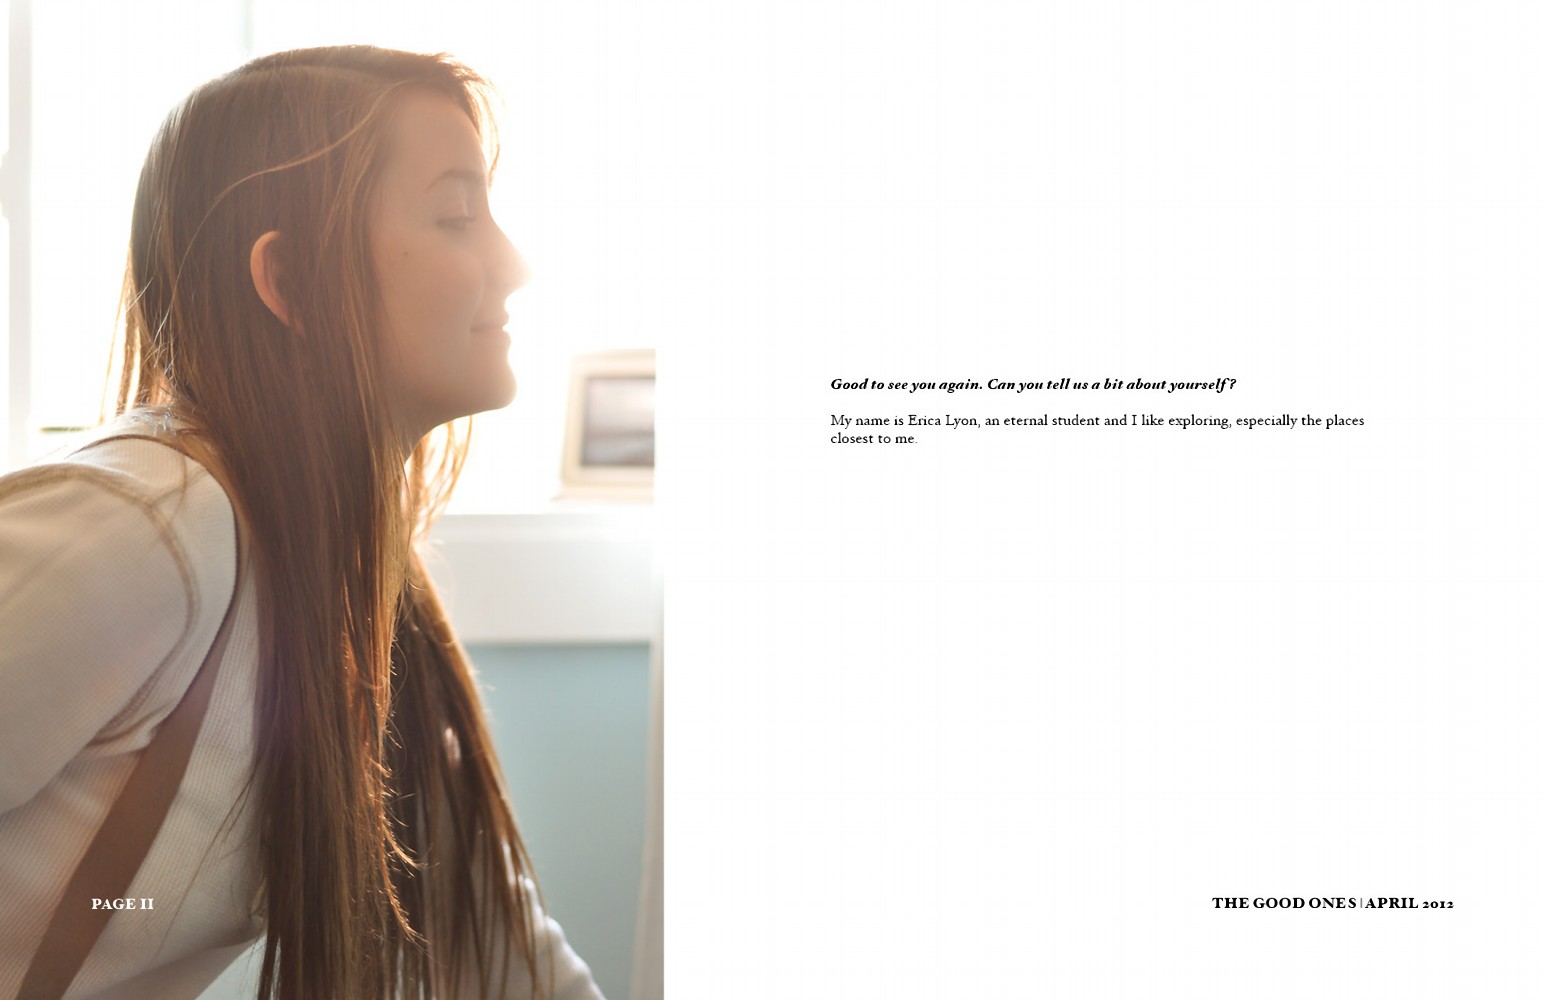 Good to see you again. Can you tell us a bit about yourself?
My name is Erica Lyon, an eternal student and I like exploring, especially the places
closest to me.
PAGE II
THE GOOD ONES | APRIL 2012